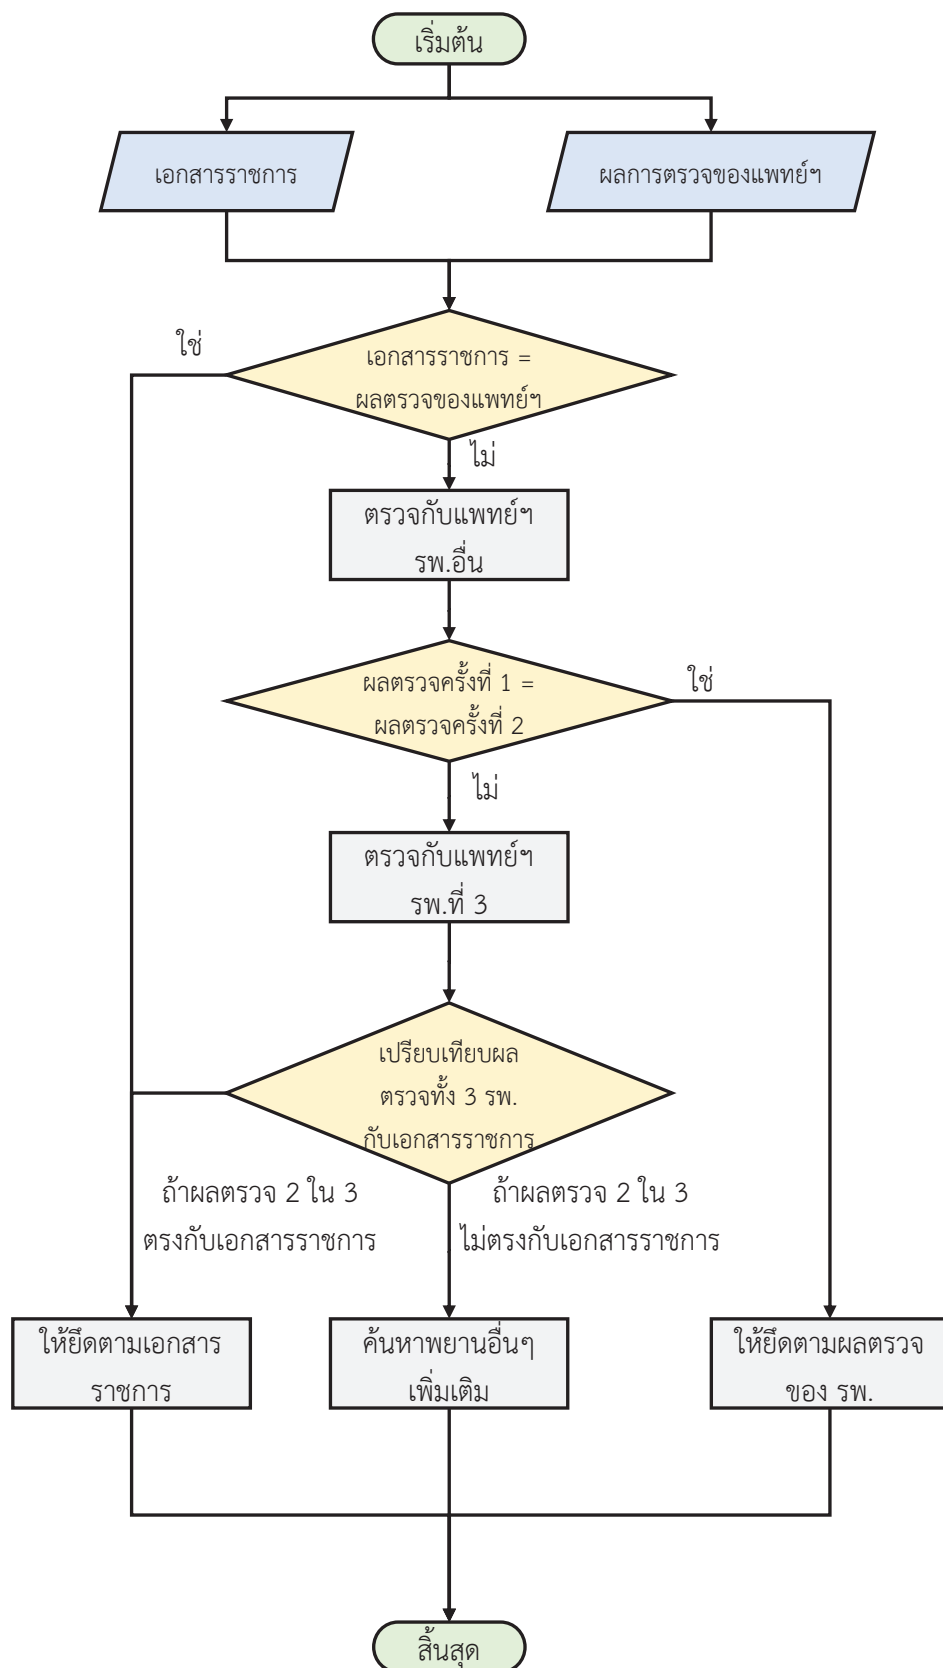 เริ่มต้น
เอกสารราชการ
ผลการตรวจของแพทย์ฯ
ใช่
เอกสารราชการ =
ผลตรวจของแพทย์ฯ
ไม่
ตรวจกับแพทย์ฯ
รพ.อื่น
ผลตรวจครั้งที่ 1 =
ผลตรวจครั้งที่ 2
ใช่
ไม่
ตรวจกับแพทย์ฯ
รพ.ที่ 3
เปรียบเทียบผล
ตรวจทั้ง 3 รพ.
กับเอกสารราชการ
ถ้าผลตรวจ 2 ใน 3
ตรงกับเอกสารราชการ
ถ้าผลตรวจ 2 ใน 3
ไม่ตรงกับเอกสารราชการ
ให้ยึดตามเอกสาร
ราชการ
ค้นหาพยานอื่นๆ
เพิ่มเติม
ให้ยึดตามผลตรวจ
ของ รพ.
สิ้นสุด